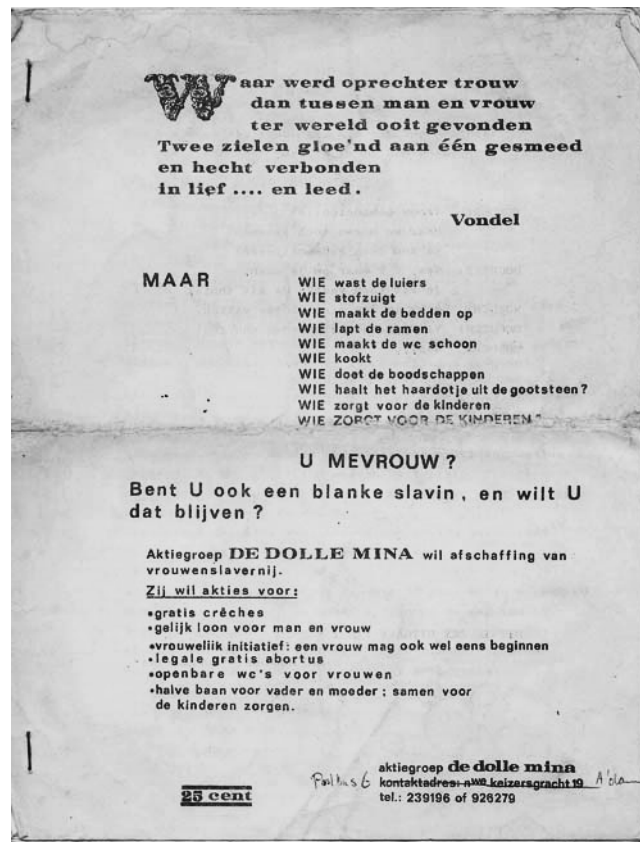 Waar werd oprechter trouw
dan tussen man en vrouw
ter wereld ooit gevonden
Twee zielen gloe'nd aan één gesmeed
en hecht verbonden
in lief .... en leed.
Vondel
MAAR
WIE wast de luiers
WIE stofzuigt
WIE maakt de bedden op
WIE lapt de ramen
WIE maakt de wc schoon
WIE kookt
WIE doet de boodschappen
WIE haalt het haardotje uit de gootsteen?
WIE zorgt voor de kinderen
WIE ZORGT VOOR DE KINDEREN"
U MEVROUW?
Bent U ook een blanke slavin, en wilt U
dat blijven?
Aktiegroep DE DOLLE MINA wil afschaffing van
vrouwenslavernij.
Zij wil akties voor:
•gratis crêches
•gelijk loon voor man en vrouw
•vrouwelijk initiatief: een vrouw mag ook wel eens beginnen
•legale gratis abortus
•openbare wc's voor vrouwen
•halve baan voor vader en moeder; samen voor
de kinderen zorgen.
aktiegroep de dolle mina
kontaktadres: nwe keizersgracht 19 A'dam
tel.: 239196 of 926279
25 cent